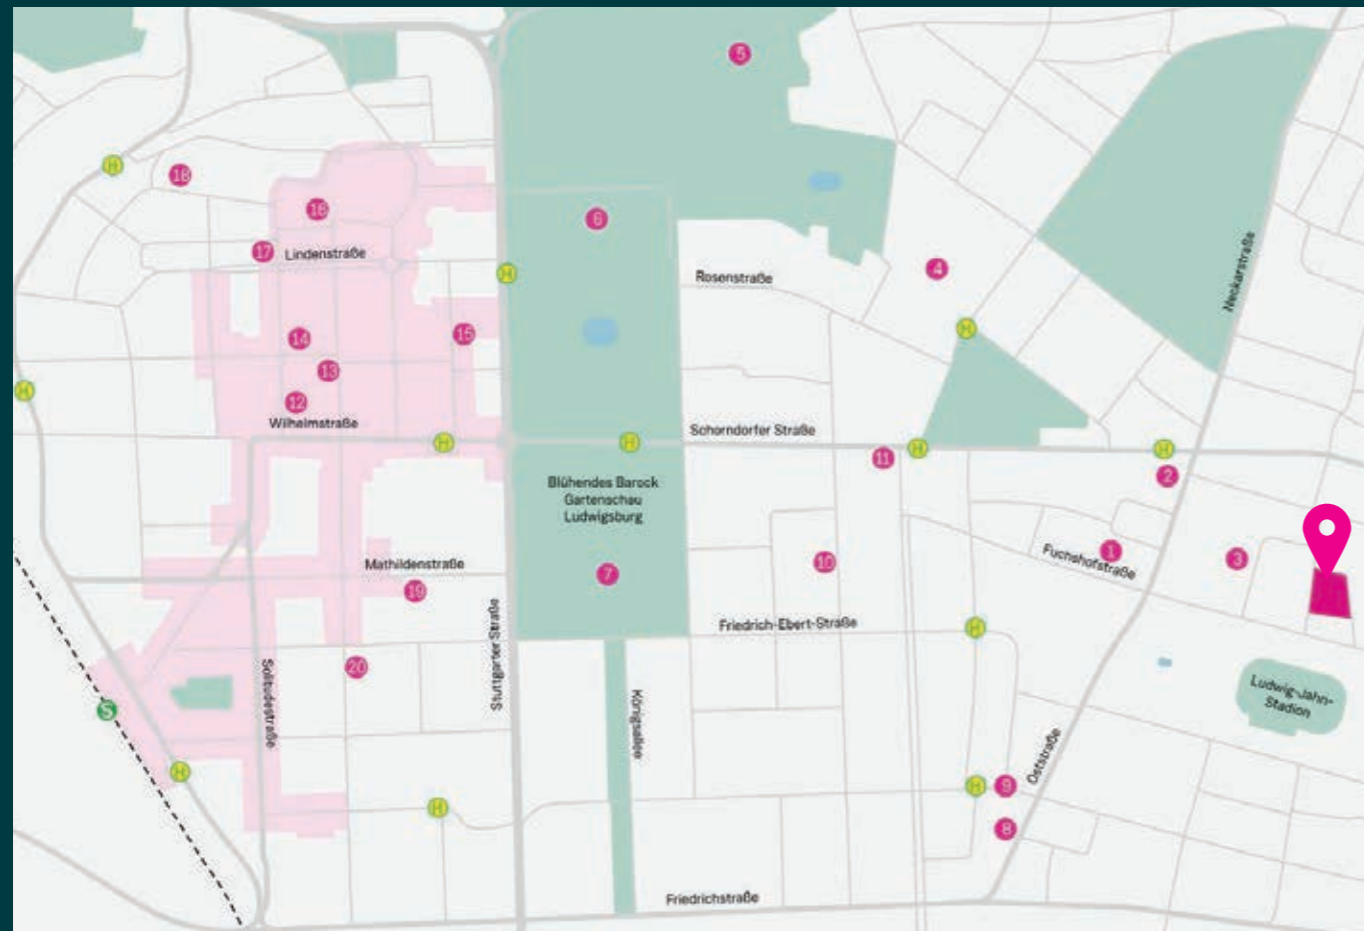 5
H
18
16
6
17
Lindenstraße
4
H
Rosenstraße
Neckarstraße
H
14
15
13
H
12
Wilhelmstraße
H
H
Schorndorfer Straße
11
H
H
2
Blühendes Barock
Gartenschau
Ludwigsburg
1
Fuchshofstraße
3
10
Mathildenstraße
19
7
Stuttgarter Straße
Friedrich-Ebert-Straße
H
20
Solitudestraße
Königsallee
Ludwig-Jahn-
Stadion
S
H
Oststraße
H
9
H
8
Friedrichstraße